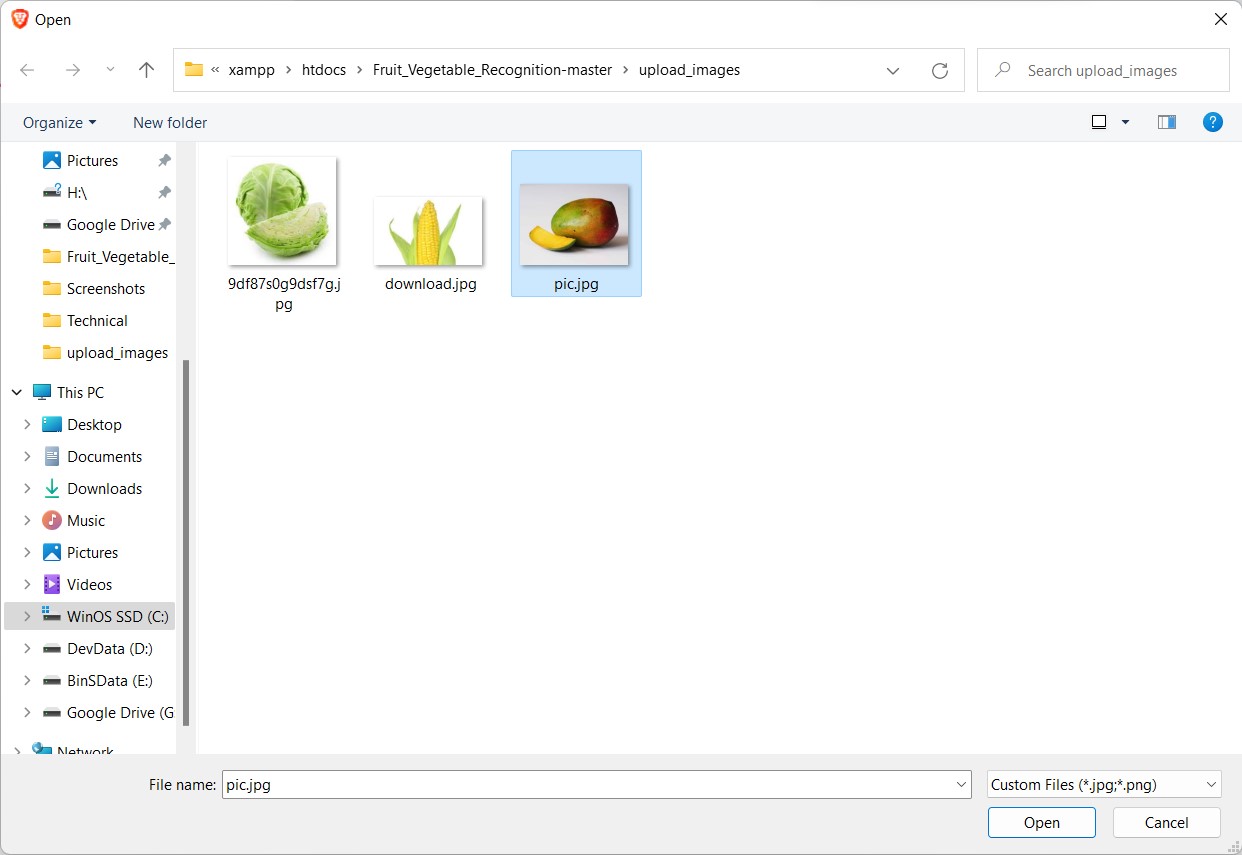 Open
« xampp > htdocs > Fruit_Vegetable_Recognition-master > upload_images
Search upload_images
Organize
New folder
?
Pictures
H:\
Google Drive
Fruit_Vegetable_
Screenshots
Technical
upload_images
This PC
Desktop
Documents
Downloads
Music
Pictures
Videos
WinOS SSD (C:)
DevData (D:)
BinSData (E:)
Google Drive (G
Network
9df87s0g9dsf7g.j
pg
download.jpg
pic.jpg
File name: pic.jpg
Custom Files (*.jpg;*.png)
Open
Cancel